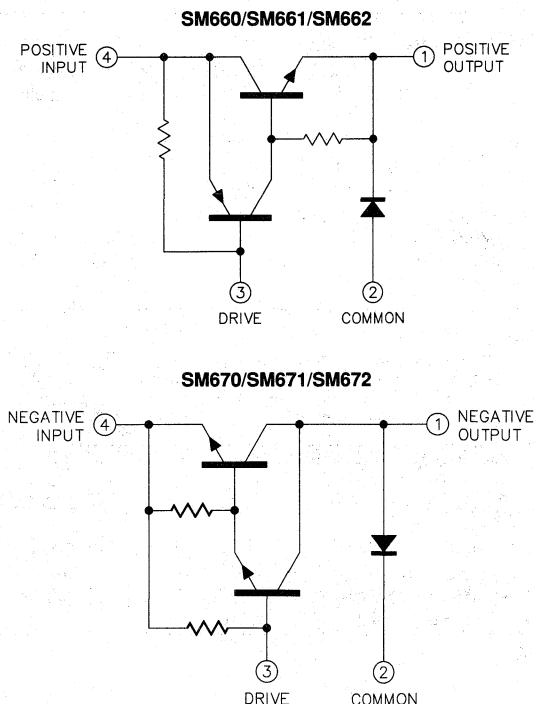 SM660/SM661/SM662
POSITIVE INPUT 4
1 POSITIVE OUTPUT
3
DRIVE
2
COMMON
SM670/SM671/SM672
NEGATIVE INPUT 4
1 NEGATIVE OUTPUT
3
DRIVE
2
COMMON